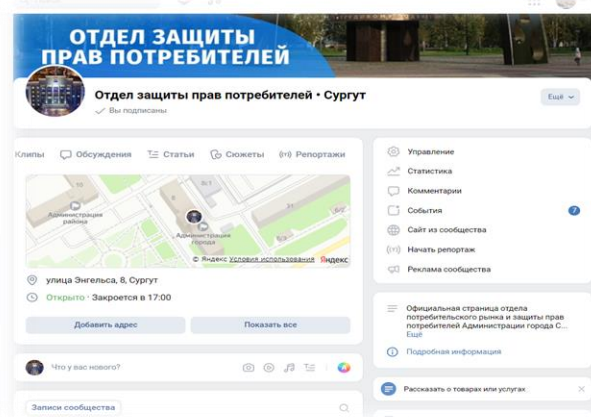 ОТДЕЛ ЗАЩИТЫ
ПРАВ ПОТРЕБИТЕЛЕЙ
Отдел защиты прав потребителей • Сургут
Вы подписаны
Ещё
Клипы Обсуждения Статьи Сюжеты Репортажи
Администрация
района
Администрация
города
© Яндекс Условия использования Яндекс
улица Энгельса, 8, Сургут
Открыто · Закроется в 17:00
Добавить адрес Показать все
Что у вас нового?
Записи сообщества
Управление
Статистика
Комментарии
События 7
Сайт из сообщества
Начать репортаж
Реклама сообщества
Официальная страница отдела
потребительского рынка и защиты прав
потребителей Администрации города С...
Ещё
Подробная информация
Рассказать о товарах или услугах